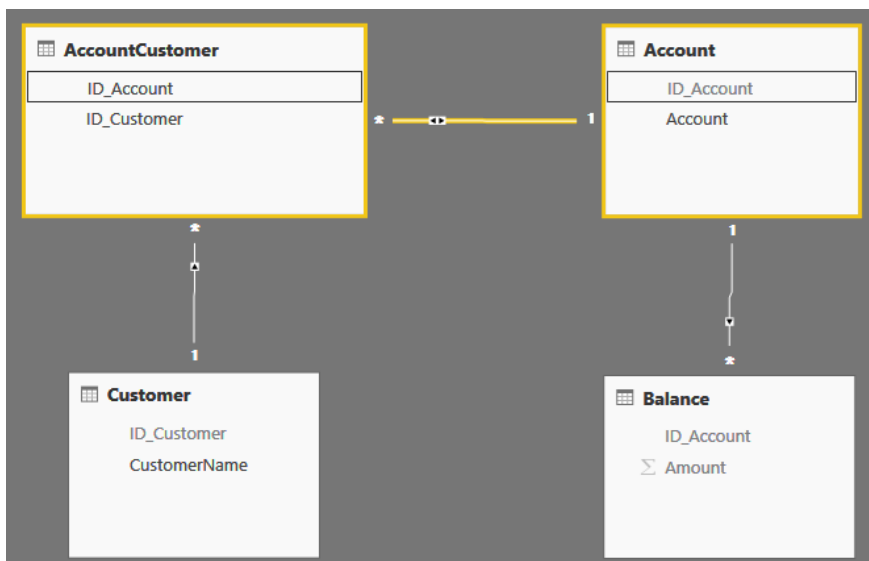 AccountCustomer
ID_Account
ID_Customer
* 1
Account
ID_Account
Account
*
1
Customer
ID_Customer
CustomerName
1
*
Balance
ID_Account
Σ Amount